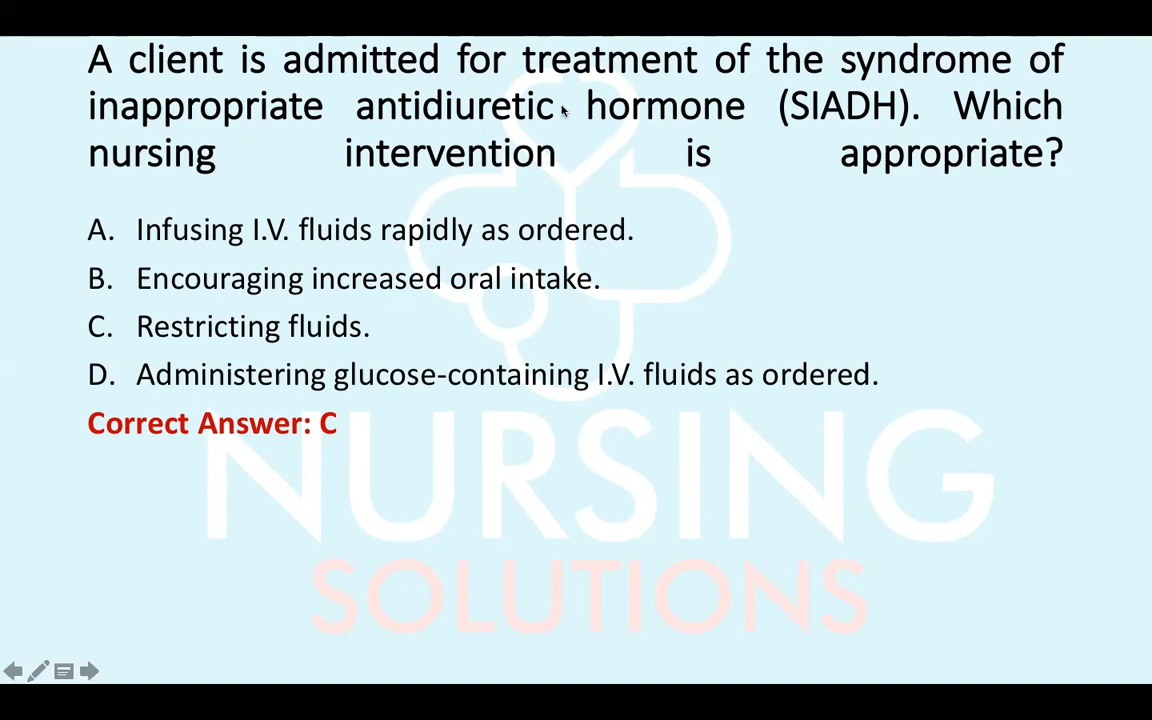 A client is admitted for treatment of the syndrome of
inappropriate antidiuretic hormone (SIADH). Which
nursing intervention is appropriate?
A. Infusing I.V. fluids rapidly as ordered.
B. Encouraging increased oral intake.
C. Restricting fluids.
D. Administering glucose-containing I.V. fluids as ordered.
Correct Answer: C
NURSING
SOLUTIONS